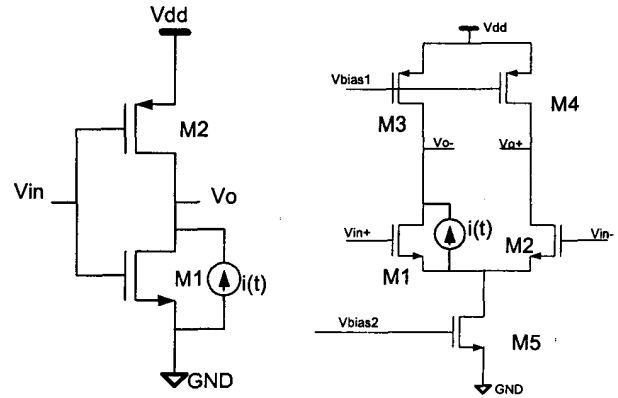 Vdd
M2
Vin
Vo
M1
i(t)
GND
Vdd
Vbias1
M3
M4
Vo-
Vo+
Vin+
i(t)
M2
Vin-
M1
Vbias2
M5
GND